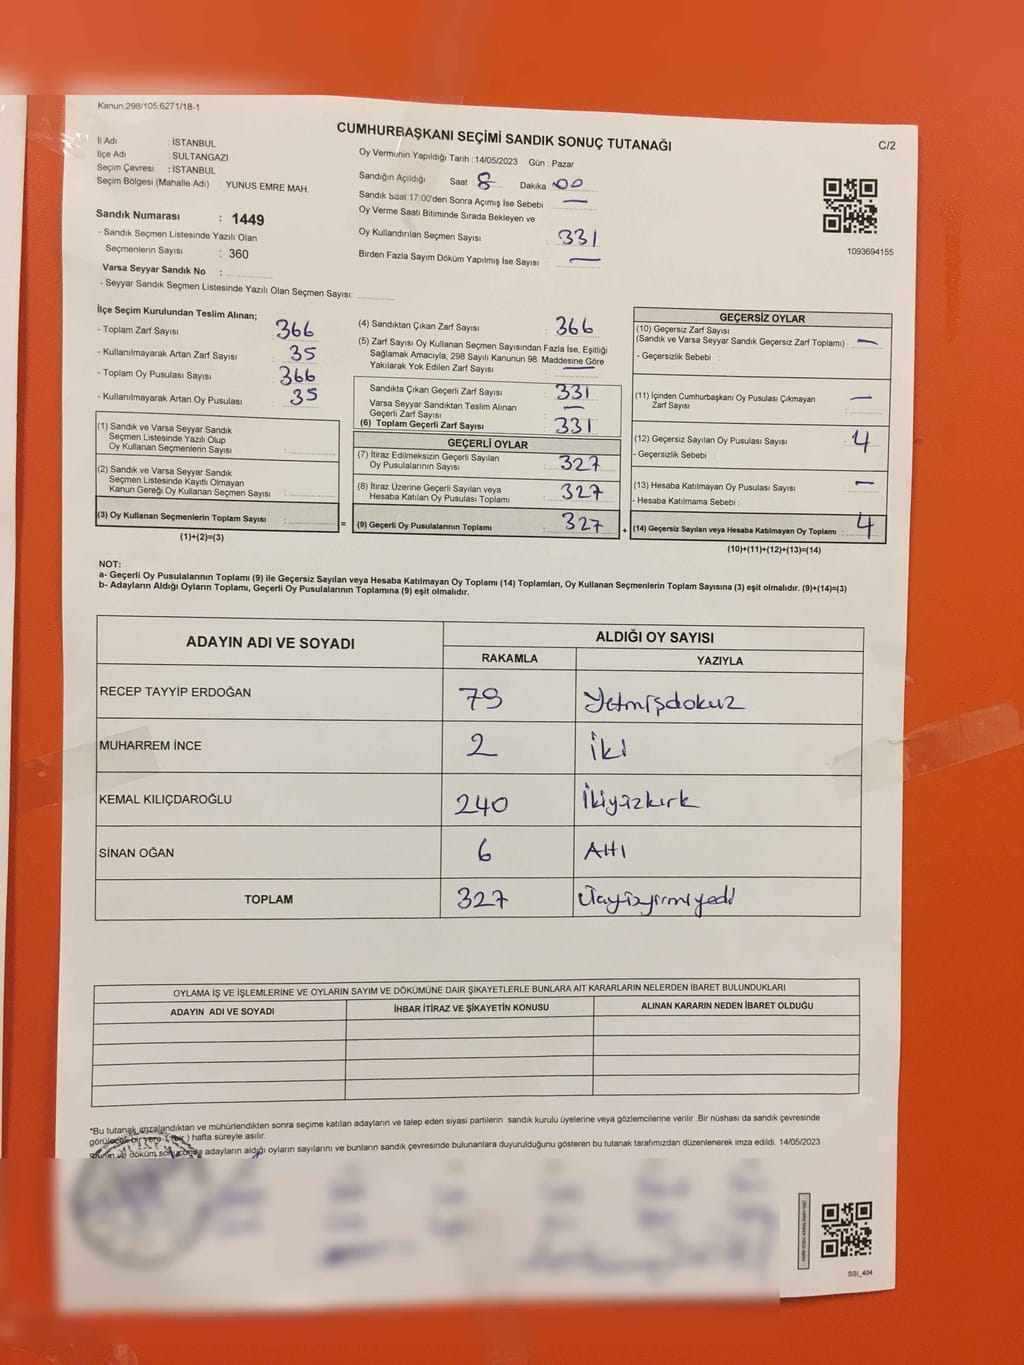 Kanun:298/105;6271/18-1
CUMHURBAŞKANI SEÇİMİ SANDIK SONUÇ TUTANAĞI
C/2
İl Adı : İSTANBUL
İlçe Adı : SULTANGAZİ
Seçim Çevresi : İSTANBUL
Seçim Bölgesi (Mahalle Adı) : YUNUS EMRE MAH.
Sandık Numarası : 1449
- Sandık Seçmen Listesinde Yazılı Olan
Seçmenlerin Sayısı : 360
Varsa Seyyar Sandık No :
- Seyyar Sandık Seçmen Listesinde Yazılı Olan Seçmen Sayısı:
Oy Vermenin Yapıldığı Tarih : 14/05/2023 Gün : Pazar
Sandığın Açıldığı Saat 8 Dakika 00
Sandık Saat 17.00'den Sonra Açımış İse Sebebi : —
Oy Verme Saati Bitiminde Sırada Bekleyen ve
Oy Kullandırılan Seçmen Sayısı : 331
Birden Fazla Sayım Döküm Yapılmış İse Sayısı : —
1093694155
İlçe Seçim Kurulundan Teslim Alınan;
- Toplam Zarf Sayısı : 366
- Kullanılmayarak Artan Zarf Sayısı : 35
- Toplam Oy Pusulası Sayısı : 366
- Kullanılmayarak Artan Oy Pusulası : 35
(1) Sandık ve Varsa Seyyar Sandık
Seçmen Listesinde Yazılı Olup
Oy Kullanan Seçmenlerin Sayısı :
(2) Sandık ve Varsa Seyyar Sandık
Seçmen Listesinde Kayıtlı Olmayan
Kanun Gereği Oy Kullanan Seçmen Sayısı :
(3) Oy Kullanan Seçmenlerin Toplam Sayısı :
(1)+(2)=(3)
=
(4) Sandıktan Çıkan Zarf Sayısı : 366
(5) Zarf Sayısı Oy Kullanan Seçmen Sayısından Fazla İse, Eşitliği
Sağlamak Amacıyla, 298 Sayılı Kanunun 98. Maddesine Göre
Yakılarak Yok Edilen Zarf Sayısı : —
Sandıkta Çıkan Geçerli Zarf Sayısı : 331
Varsa Seyyar Sandıktan Teslim Alınan
Geçerli Zarf Sayısı : —
(6) Toplam Geçerli Zarf Sayısı : 331
GEÇERLİ OYLAR
(7) İtiraz Edilmeksizin Geçerli Sayılan
Oy Pusulalarının Sayısı : 327
(8) İtiraz Üzerine Geçerli Sayılan veya
Hesaba Katılan Oy Pusulası Toplamı : 327
(9) Geçerli Oy Pusulalarının Toplamı : 327
+
GEÇERSİZ OYLAR
(10) Geçersiz Zarf Sayısı
(Sandık ve Varsa Seyyar Sandık Geçersiz Zarf Toplamı) : —
- Geçersizlik Sebebi :
(11) İçinden Cumhurbaşkanı Oy Pusulası Çıkmayan
Zarf Sayısı : —
(12) Geçersiz Sayılan Oy Pusulası Sayısı : 4
- Geçersizlik Sebebi :
(13) Hesaba Katılmayan Oy Pusulası Sayısı : —
- Hesaba Katılmama Sebebi :
(14) Geçersiz Sayılan veya Hesaba Katılmayan Oy Toplamı : 4
(10)+(11)+(12)+(13)=(14)
NOT:
a- Geçerli Oy Pusulalarının Toplamı (9) ile Geçersiz Sayılan veya Hesaba Katılmayan Oy Toplamı (14) Toplamları, Oy Kullanan Seçmenlerin Toplam Sayısına (3) eşit olmalıdır. (9)+(14)=(3)
b- Adayların Aldığı Oyların Toplamı, Geçerli Oy Pusulalarının Toplamına (9) eşit olmalıdır.
ADAYIN ADI VE SOYADI
ALDIĞI OY SAYISI
RAKAMLA YAZIYLA
RECEP TAYYİP ERDOĞAN 79 Yetmişdokuz
MUHARREM İNCE 2 İki
KEMAL KILIÇDAROĞLU 240 İkiyüzkırk
SİNAN OĞAN 6 Altı
TOPLAM 327 Üçyüzyirmiyedi
OYLAMA İŞ VE İŞLEMLERİNE VE OYLARIN SAYIM VE DÖKÜMÜNE DAİR ŞİKAYETLERLE BUNLARA AİT KARARLARIN NELERDEN İBARET BULUNDUKLARI
ADAYIN ADI VE SOYADI İHBAR İTİRAZ VE ŞİKAYETİN KONUSU ALINAN KARARIN NEDEN İBARET OLDUĞU
*Bu tutanak imzalandıktan ve mühürlendikten sonra seçime katılan adayların ve talep eden siyasi partilerin sandık kurulu üyelerine veya gözlemcilerine verilir. Bir nüshası da sandık çevresinde
görülecek bir yere 1 (bir) hafta süreyle asılır.
Sayım ve döküm sonucunda adayların aldığı oyların sayılarını ve bunların sandık çevresinde bulunanlara duyurulduğunu gösteren bu tutanak tarafımızdan düzenlenerek imza edildi. 14/05/2023
SSI_404